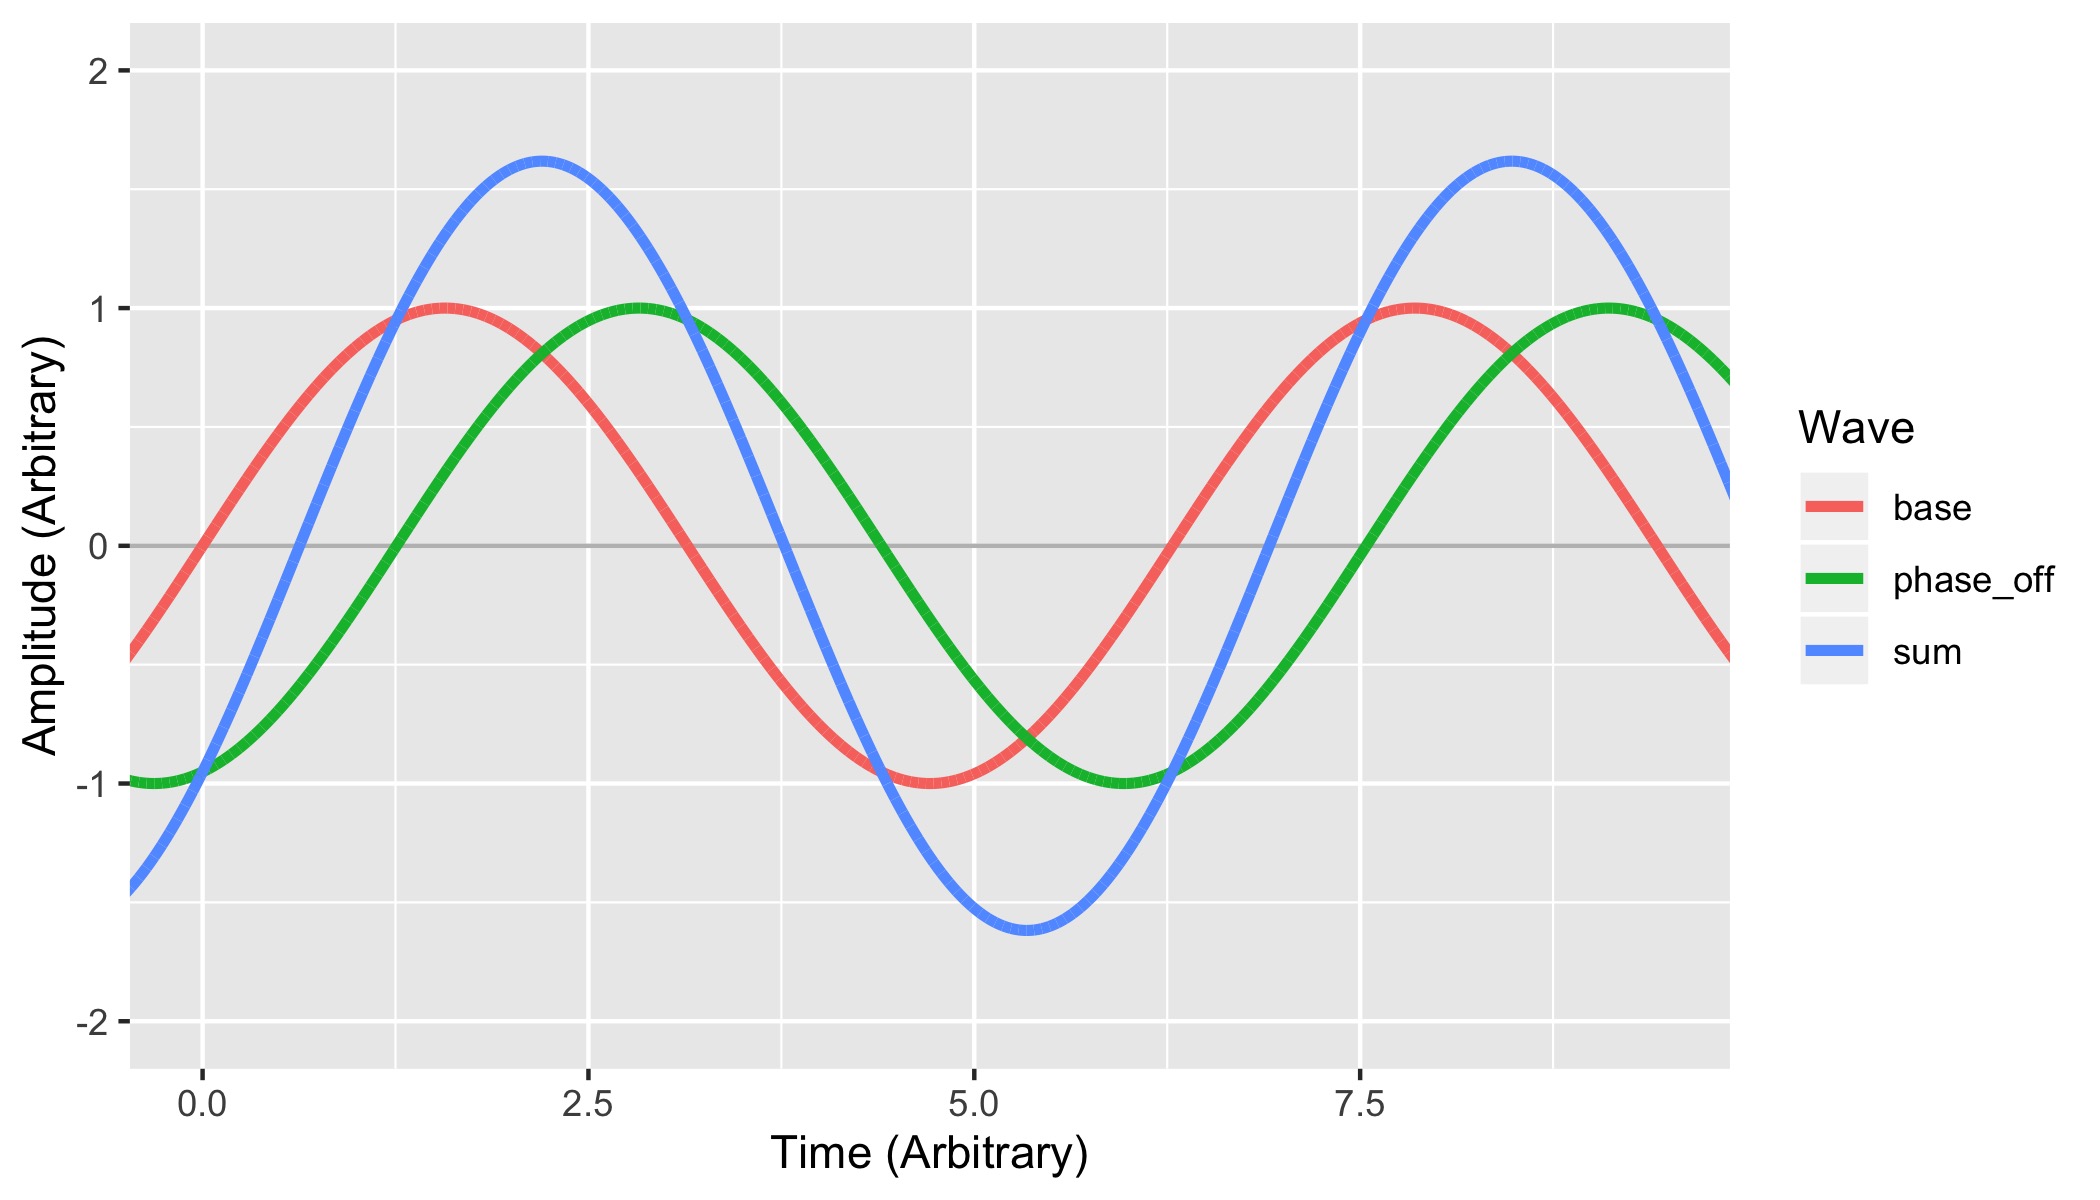 Amplitude (Arbitrary)
2
1
0
-1
-2
0.0 2.5 5.0 7.5
Time (Arbitrary)
Wave
base
phase_off
sum